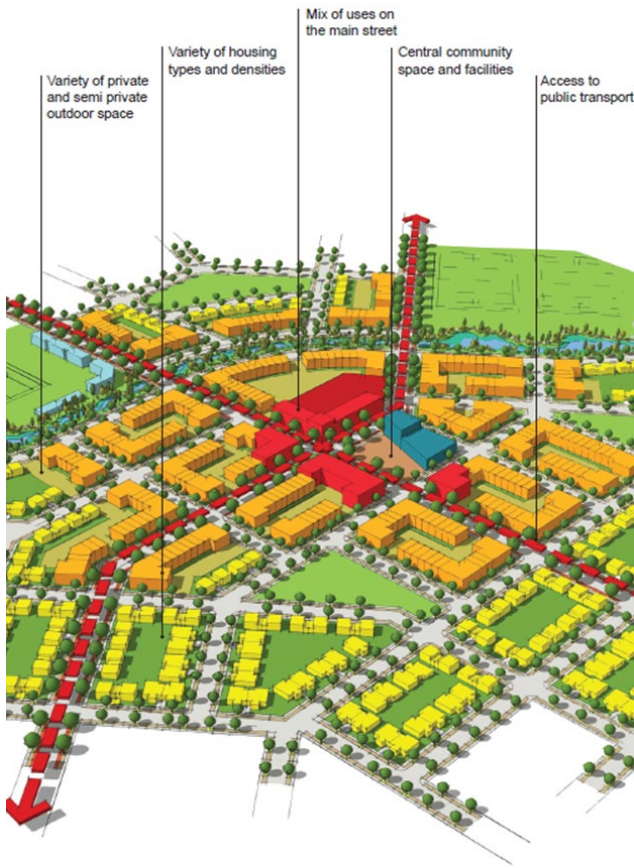 Mix of uses on
the main street
Variety of housing
types and densities
Central community
space and facilities
Variety of private
and semi private
outdoor space
Access to
public transport